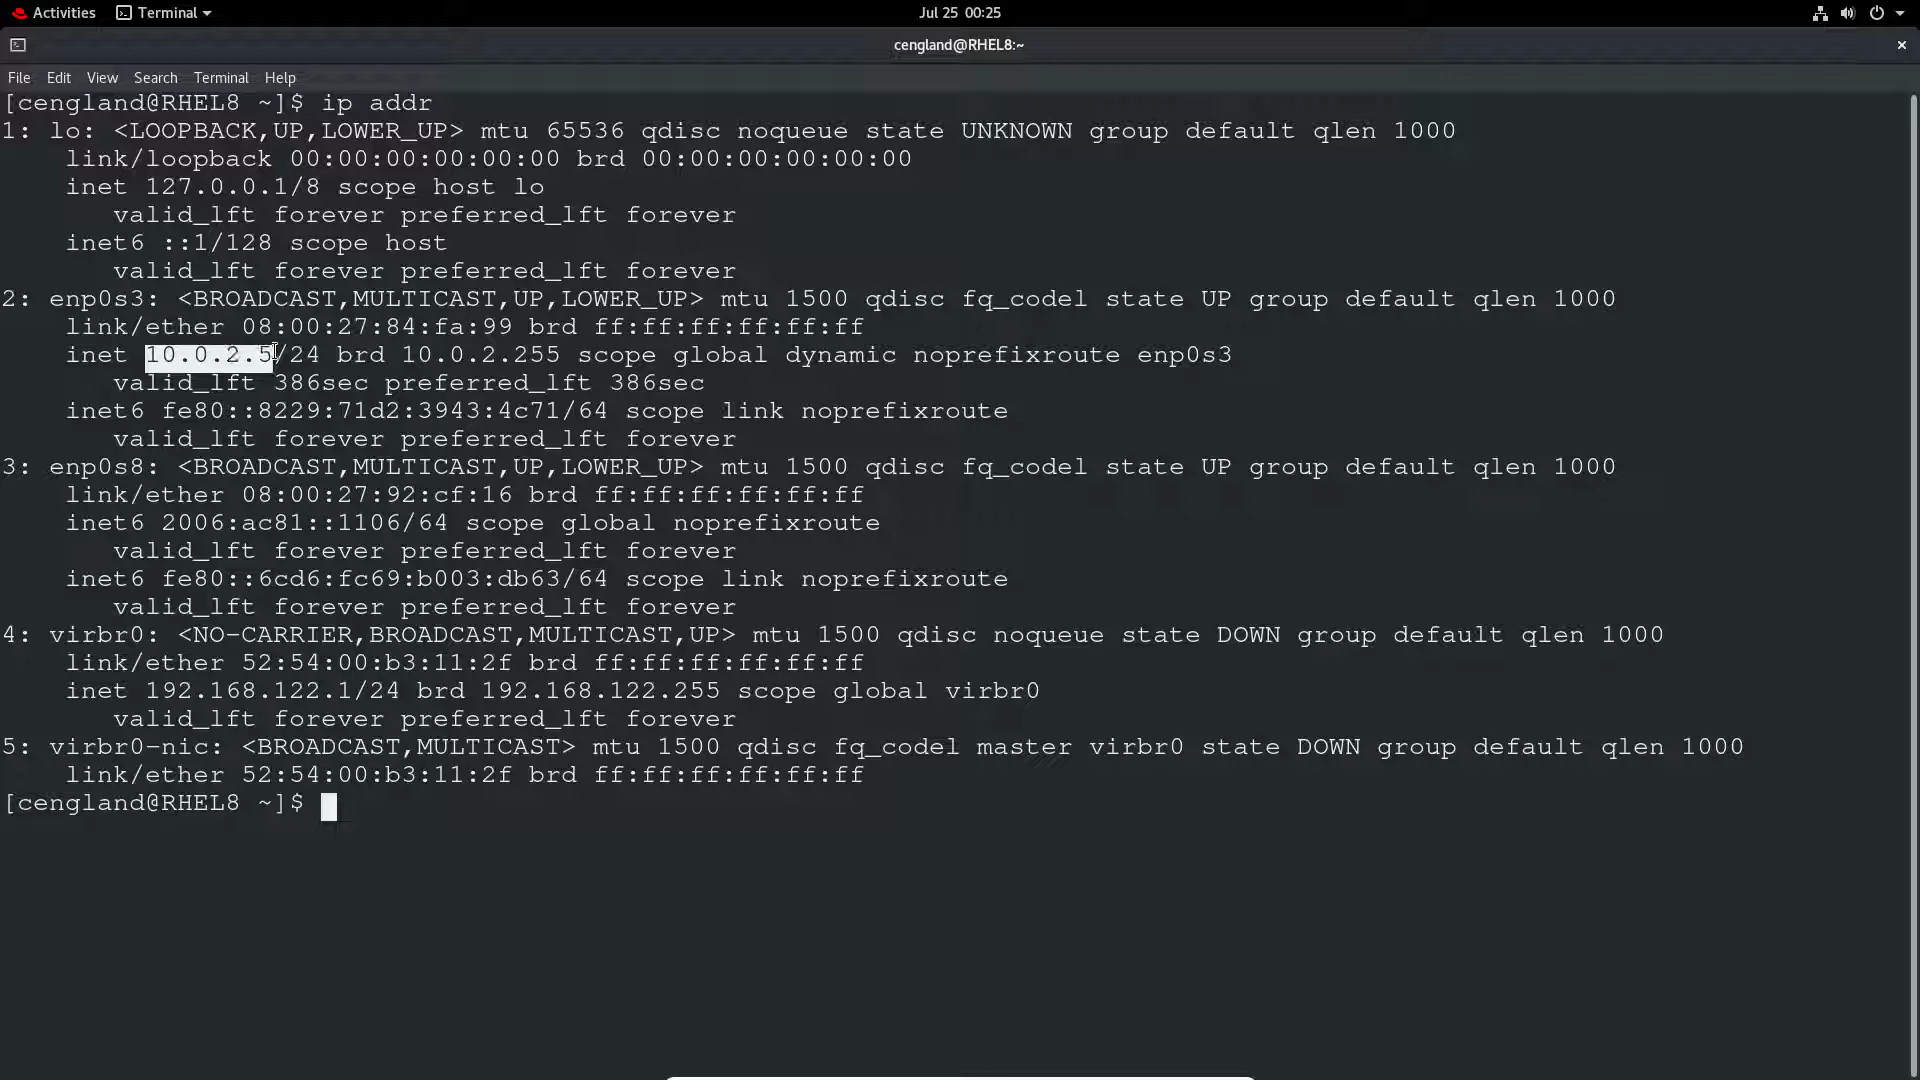 Activities Terminal Jul 25 00:25
cengland@RHEL8:~
File Edit View Search Terminal Help
[cengland@RHEL8 ~]$ ip addr
1: lo: <LOOPBACK,UP,LOWER_UP> mtu 65536 qdisc noqueue state UNKNOWN group default qlen 1000
    link/loopback 00:00:00:00:00:00 brd 00:00:00:00:00:00
    inet 127.0.0.1/8 scope host lo
       valid_lft forever preferred_lft forever
    inet6 ::1/128 scope host
       valid_lft forever preferred_lft forever
2: enp0s3: <BROADCAST,MULTICAST,UP,LOWER_UP> mtu 1500 qdisc fq_codel state UP group default qlen 1000
    link/ether 08:00:27:84:fa:99 brd ff:ff:ff:ff:ff:ff
    inet 10.0.2.5/24 brd 10.0.2.255 scope global dynamic noprefixroute enp0s3
       valid_lft 386sec preferred_lft 386sec
    inet6 fe80::8229:71d2:3943:4c71/64 scope link noprefixroute
       valid_lft forever preferred_lft forever
3: enp0s8: <BROADCAST,MULTICAST,UP,LOWER_UP> mtu 1500 qdisc fq_codel state UP group default qlen 1000
    link/ether 08:00:27:92:cf:16 brd ff:ff:ff:ff:ff:ff
    inet6 2006:ac81::1106/64 scope global noprefixroute
       valid_lft forever preferred_lft forever
    inet6 fe80::6cd6:fc69:b003:db63/64 scope link noprefixroute
       valid_lft forever preferred_lft forever
4: virbr0: <NO-CARRIER,BROADCAST,MULTICAST,UP> mtu 1500 qdisc noqueue state DOWN group default qlen 1000
    link/ether 52:54:00:b3:11:2f brd ff:ff:ff:ff:ff:ff
    inet 192.168.122.1/24 brd 192.168.122.255 scope global virbr0
       valid_lft forever preferred_lft forever
5: virbr0-nic: <BROADCAST,MULTICAST> mtu 1500 qdisc fq_codel master virbr0 state DOWN group default qlen 1000
    link/ether 52:54:00:b3:11:2f brd ff:ff:ff:ff:ff:ff
[cengland@RHEL8 ~]$